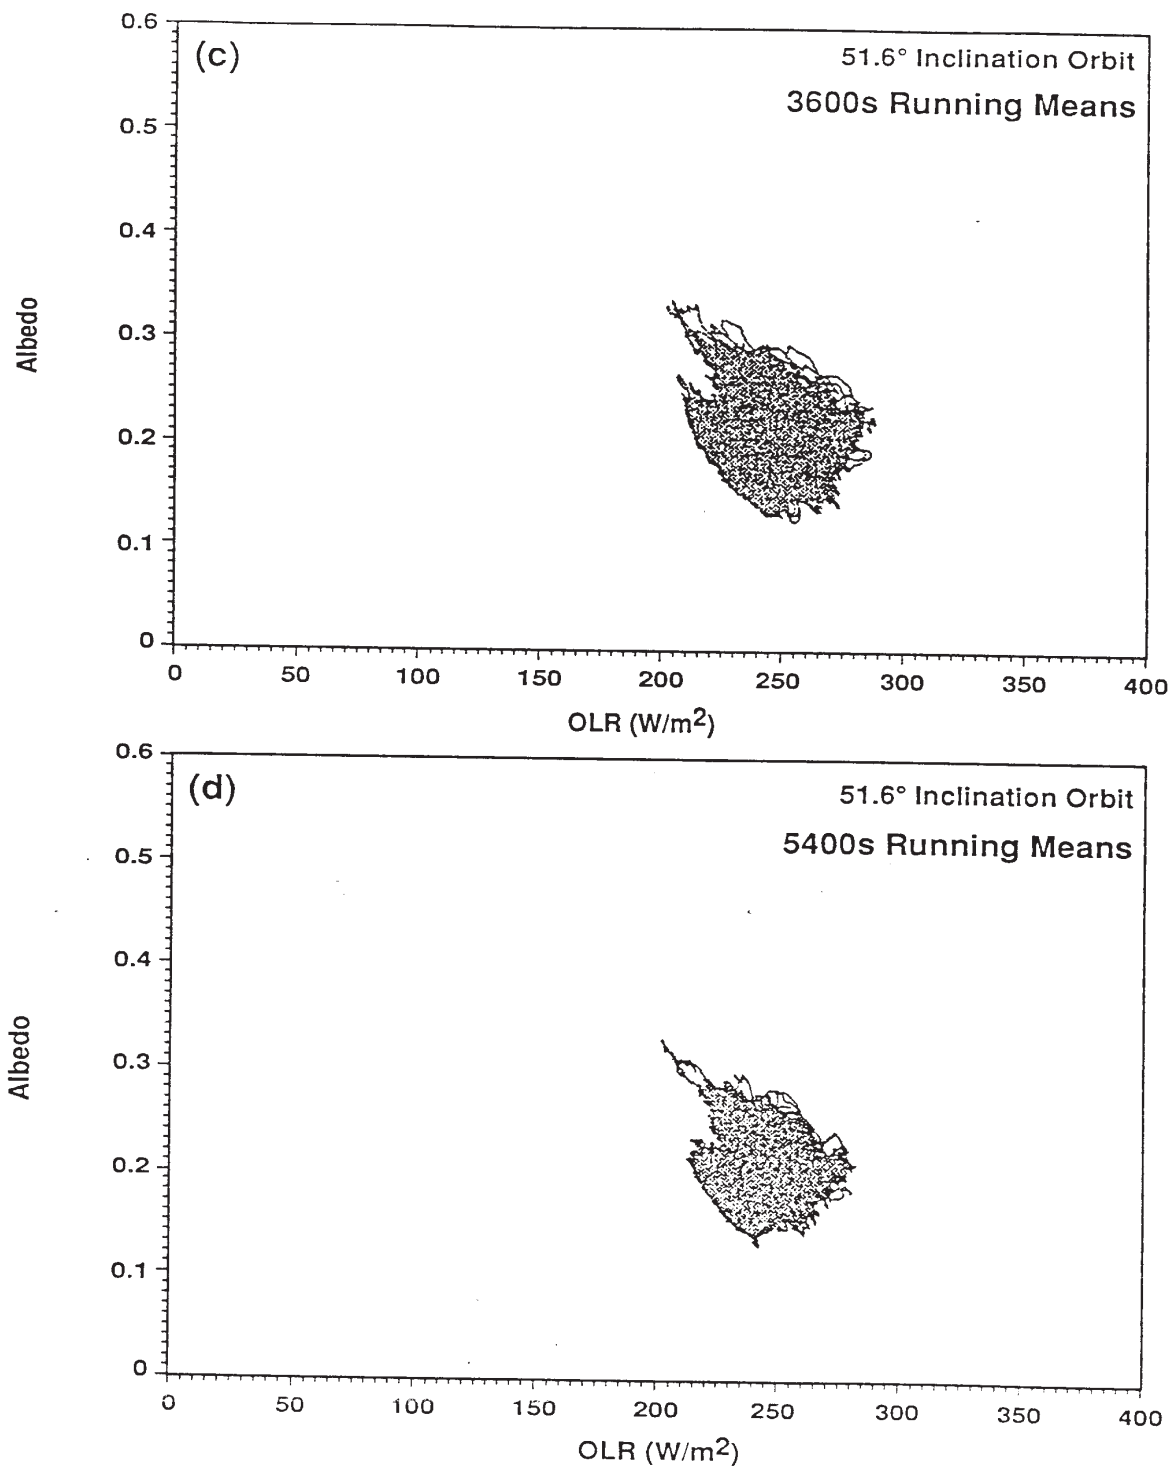 (c)
51.6° Inclination Orbit
3600s Running Means
Albedo
0.6
0.5
0.4
0.3
0.2
0.1
0
0 50 100 150 200 250 300 350 400
OLR (W/m²)
(d)
51.6° Inclination Orbit
5400s Running Means
Albedo
0.6
0.5
0.4
0.3
0.2
0.1
0
0 50 100 150 200 250 300 350 400
OLR (W/m²)